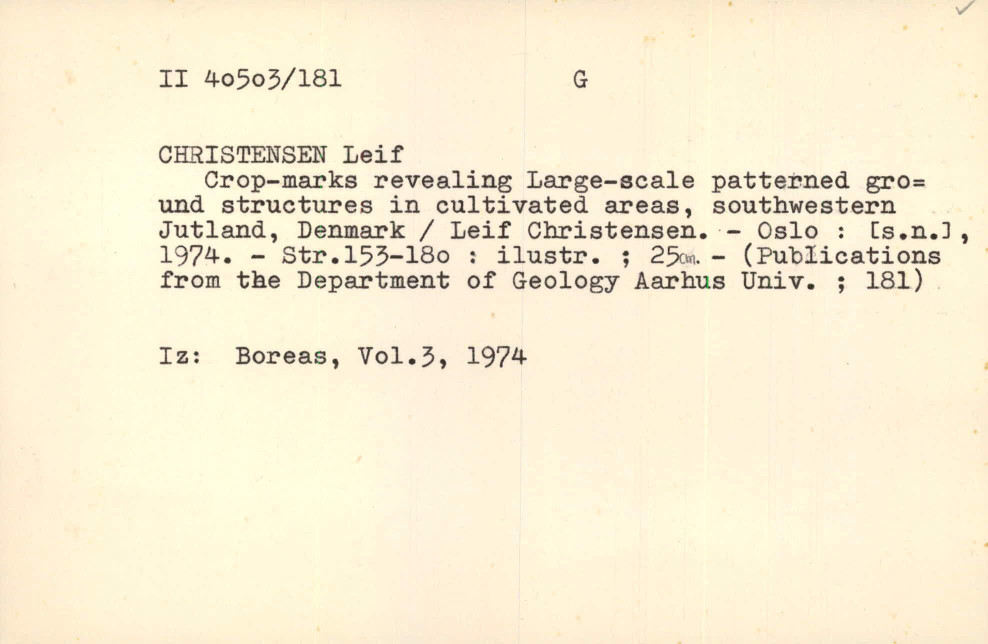 II 40503/181 G
CHRISTENSEN Leif
Crop-marks revealing Large-scale patterned gro=
und structures in cultivated areas, southwestern
Jutland, Denmark / Leif Christensen. - Oslo : [s.n.],
1974. - Str.153-180 : ilustr. ; 25cm. - (Publications
from the Department of Geology Aarhus Univ. ; 181)
Iz: Boreas, Vol.3, 1974